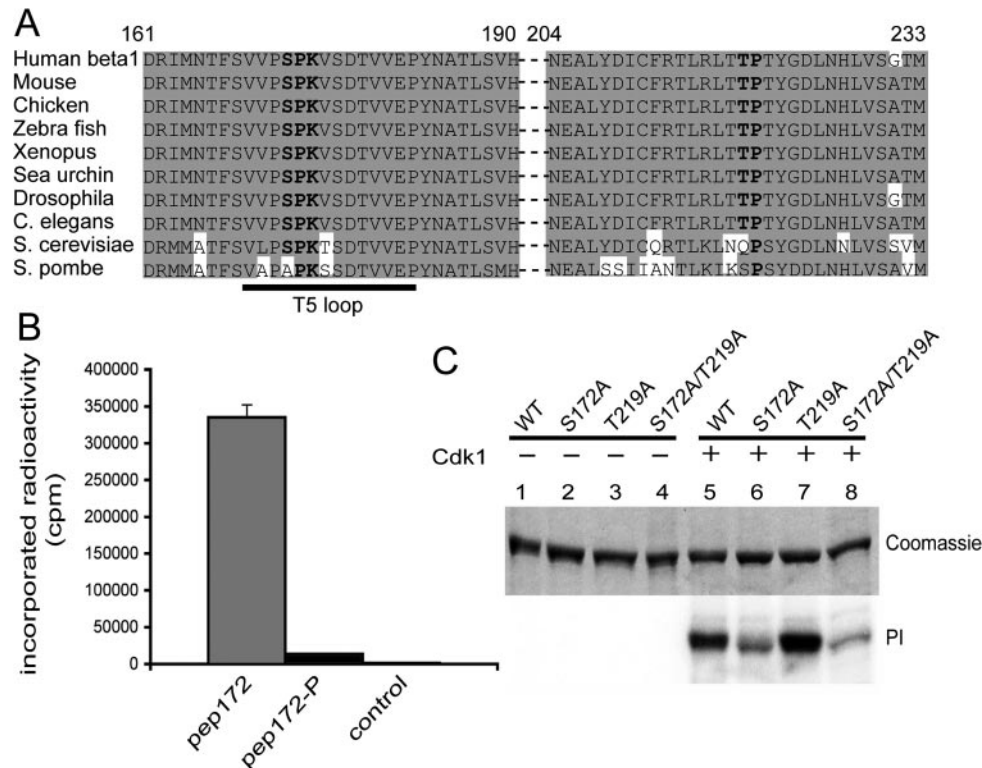 A
161 190 204 233
Human beta1 DRIMNTFSVVPSPKVSDTVVEPYNATLSVH---NEALYDICFRTLRLTTPTYGDLNHLVSGTM
Mouse DRIMNTFSVVPSPKVSDTVVEPYNATLSVH---NEALYDICFRTLRLTTPTYGDLNHLVSATM
Chicken DRIMNTFSVVPSPKVSDTVVEPYNATLSVH---NEALYDICFRTLRLTTPTYGDLNHLVSATM
Zebra fish DRIMNTFSVVPSPKVSDTVVEPYNATLSVH---NEALYDICFRTLRLTTPTYGDLNHLVSATM
Xenopus DRIMNTFSVVPSPKVSDTVVEPYNATLSVH---NEALYDICFRTLRLTTPTYGDLNHLVSATM
Sea urchin DRIMNTFSVVPSPKVSDTVVEPYNATLSVH---NEALYDICFRTLRLTTPTYGDLNHLVSATM
Drosophila DRIMNTFSVVPSPKVSDTVVEPYNATLSVH---NEALYDICFRTLRLTTPTYGDLNHLVSGTM
C. elegans DRIMNTFSVVPSPKVSDTVVEPYNATLSVH---NEALYDICFRTLRLTTPTYGDLNHLVSATM
S. cerevisiae DRMMATFSVLPSPKTSDTVVEPYNATLSVH---NEALYDICQRTLKLNQPSYGDLNNLVSSVM
S. pombe DRMMATFSVAPAPKSSDTVVEPYNATLSMH---NEALSSIIANTLKIKSPSYDDLNHLVSAVM
T5 loop
B
incorporated radioactivity
(cpm)
400000
350000
300000
250000
200000
150000
100000
50000
0
pep172
pep172-P
control
C
WT S172A T219A S172A/T219A WT S172A T219A S172A/T219A
Cdk1 − − − − + + + +
1 2 3 4 5 6 7 8
Coomassie
PI